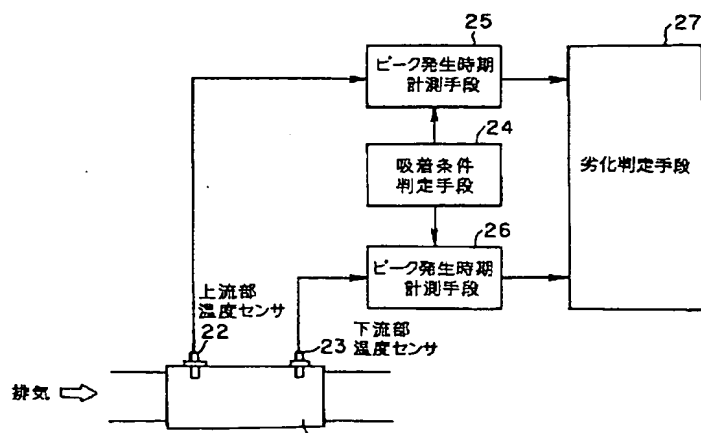 25
ピーク発生時期
計測手段
27
24
吸着条件
判定手段
劣化判定手段
26
ピーク発生時期
計測手段
上流部
温度センサ
22
23
下流部
温度センサ
排気